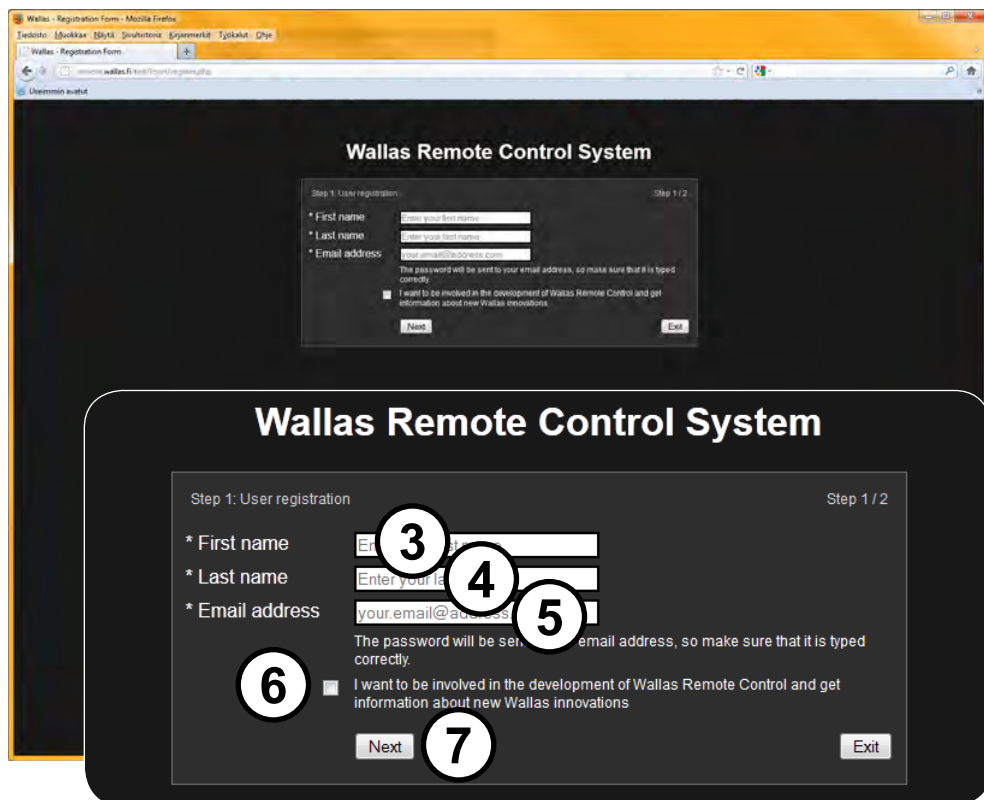 Wallas - Registration Form - Mozilla Firefox
Tiedosto Muokkaa Näytä Sivuhistoria Kirjanmerkit Työkalut Ohje
Wallas - Registration Form
wallas.fi
Useimmin avatut
Wallas Remote Control System
Step 1: User registration Step 1 / 2
* First name Enter your first name
* Last name Enter your last name
* Email address your.email@address.com
The password will be sent to your email address, so make sure that it is typed
correctly.
I want to be involved in the development of Wallas Remote Control and get
information about new Wallas innovations
Next Exit
Wallas Remote Control System
Step 1: User registration Step 1 / 2
* First name 3
* Last name Enter your 4
* Email address your.email@address 5
The password will be email address, so make sure that it is typed
correctly.
6 I want to be involved in the development of Wallas Remote Control and get
information about new Wallas innovations
Next 7 Exit